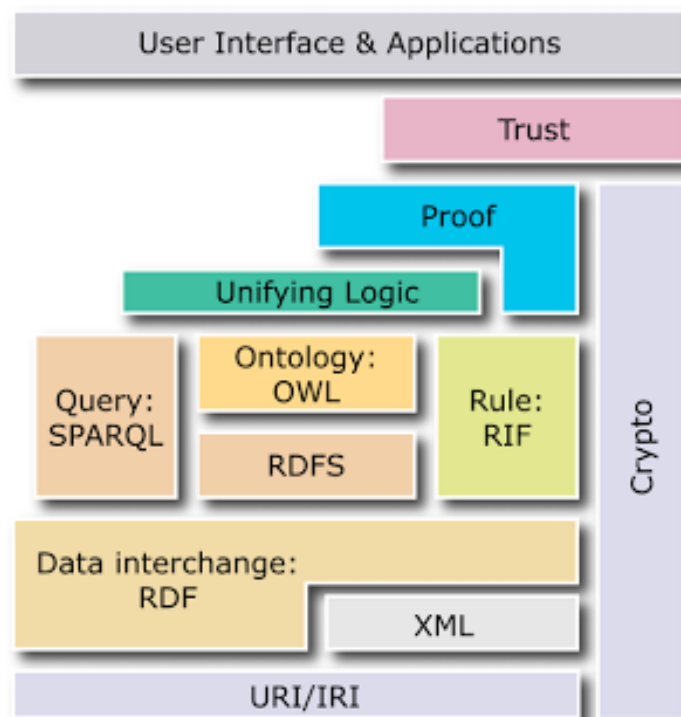 User Interface & Applications
Trust
Proof
Unifying Logic
Query:
SPARQL
Ontology:
OWL
RDFS
Rule:
RIF
Crypto
Data interchange:
RDF
XML
URI/IRI